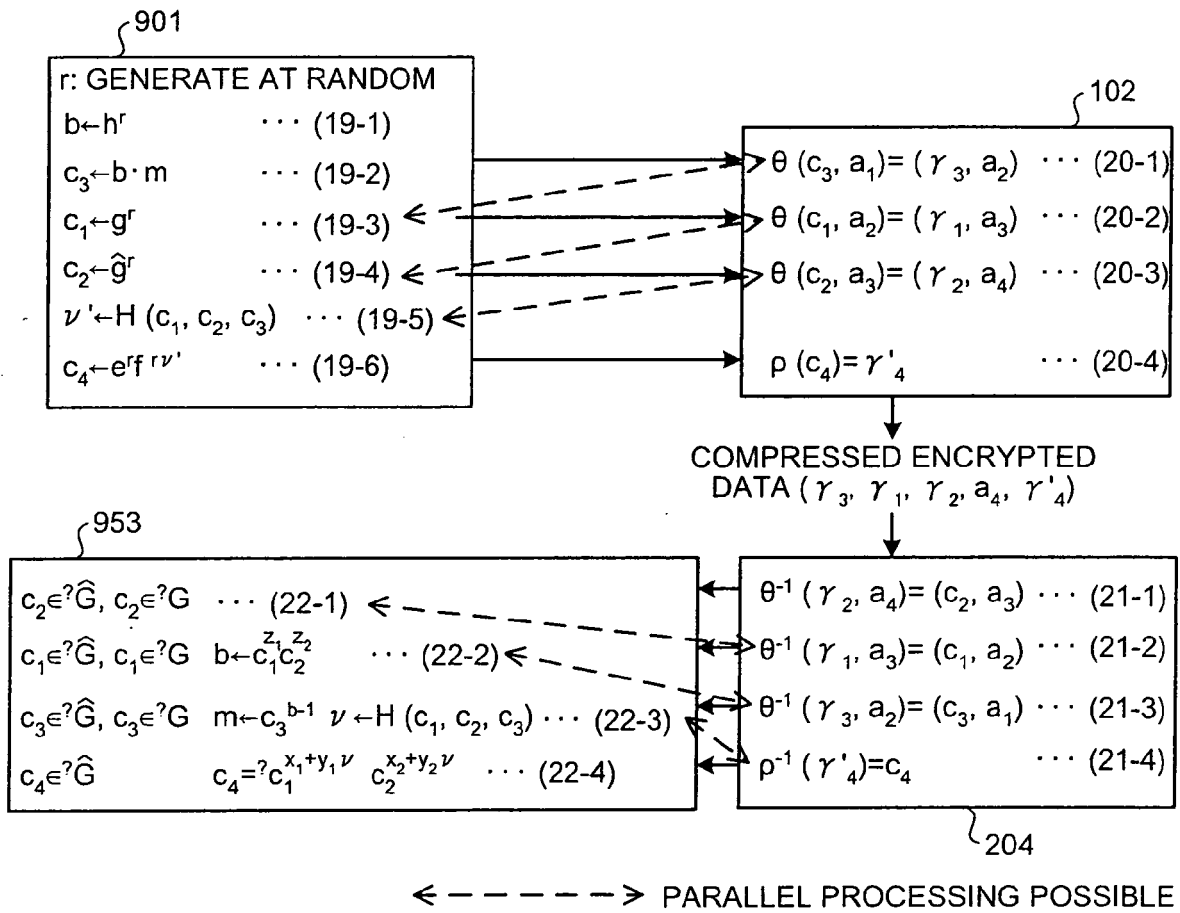 901
r: GENERATE AT RANDOM
b←hʳ ··· (19-1)
c₃←b·m ··· (19-2)
c₁←gʳ ··· (19-3)
c₂←ĝʳ ··· (19-4)
ν'←H (c₁, c₂, c₃) ··· (19-5)
c₄←eʳf ʳν' ··· (19-6)
102
θ (c₃, a₁)= (γ₃, a₂) ··· (20-1)
θ (c₁, a₂)= (γ₁, a₃) ··· (20-2)
θ (c₂, a₃)= (γ₂, a₄) ··· (20-3)
ρ (c₄)= γ'₄ ··· (20-4)
COMPRESSED ENCRYPTED
DATA (γ₃, γ₁, γ₂, a₄, γ'₄)
953
c₂∈?Ĝ, c₂∈?G ··· (22-1)
c₁∈?Ĝ, c₁∈?G b←c₁^z₁c₂^z₂ ··· (22-2)
c₃∈?Ĝ, c₃∈?G m←c₃^b-1 ν←H (c₁, c₂, c₃) ··· (22-3)
c₄∈?Ĝ c₄=?c₁^x₁+y₁ν c₂^x₂+y₂ν ··· (22-4)
θ⁻¹ (γ₂, a₄)= (c₂, a₃) ··· (21-1)
θ⁻¹ (γ₁, a₃)= (c₁, a₂) ··· (21-2)
θ⁻¹ (γ₃, a₂)= (c₃, a₁) ··· (21-3)
ρ⁻¹ (γ'₄)=c₄ ··· (21-4)
204
PARALLEL PROCESSING POSSIBLE